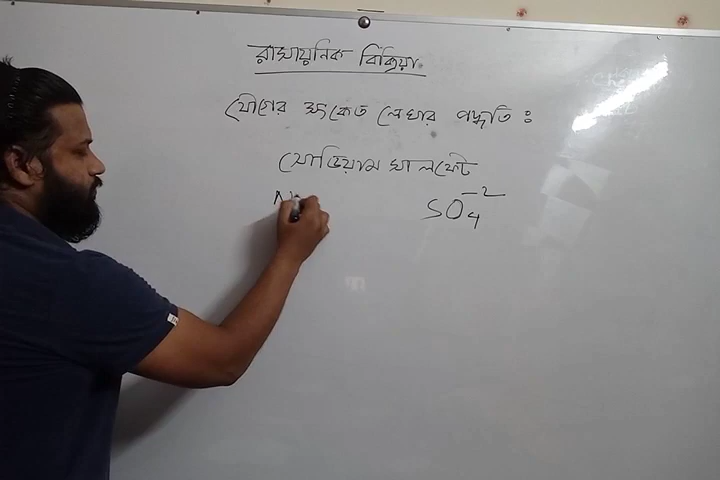 রাসায়নিক বিক্রিয়া
যৌগের সংকেত লেখার পদ্ধতি :
সোডিয়াম সালফেট
N SO₄⁻²